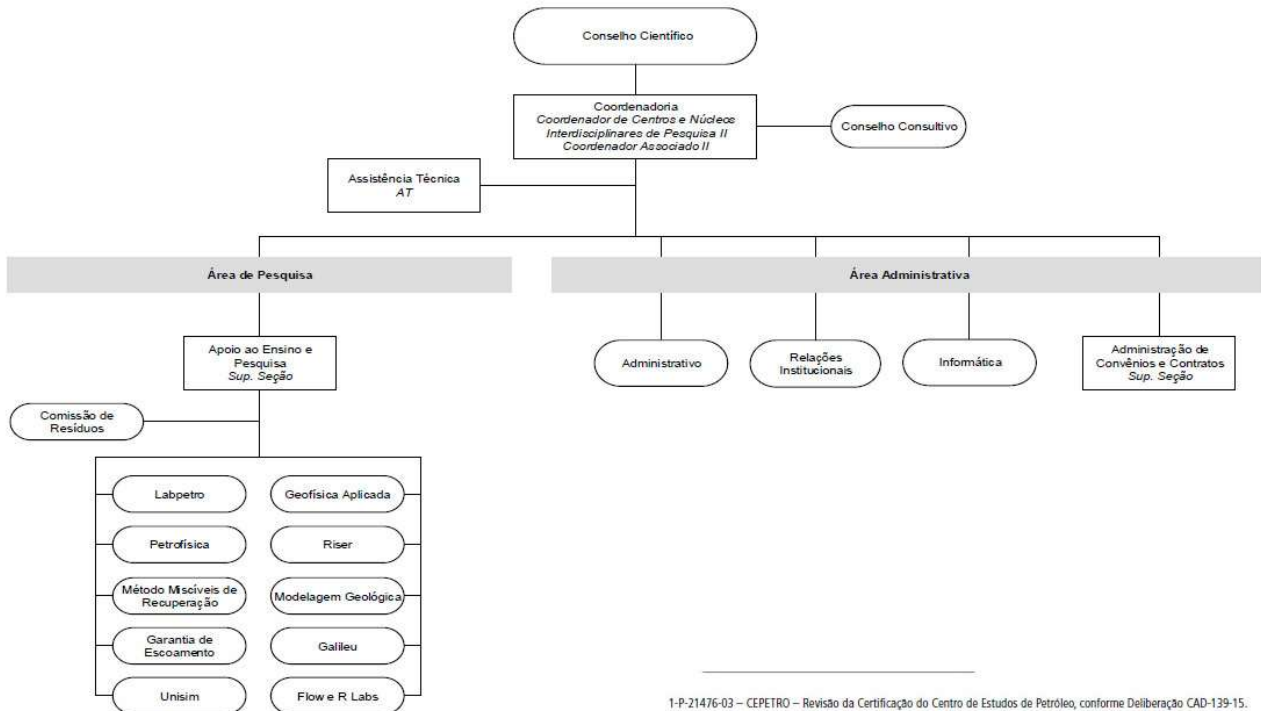 Conselho Científico
Coordenadoria
Coordenador de Centros e Núcleos
Interdisciplinares de Pesquisa II
Coordenador Associado II
Conselho Consultivo
Assistência Técnica
AT
Área de Pesquisa
Área Administrativa
Apoio ao Ensino e
Pesquisa
Sup. Seção
Administrativo
Relações
Institucionais
Informática
Administração de
Convênios e Contratos
Sup. Seção
Comissão de
Resíduos
Labpetro
Geofísica Aplicada
Petrofísica
Riser
Método Miscíveis de
Recuperação
Modelagem Geológica
Garantia de
Escoamento
Galileu
Unisim
Flow e R Labs
1-P-21476-03 – CEPETRO – Revisão da Certificação do Centro de Estudos de Petróleo, conforme Deliberação CAD-139-15.